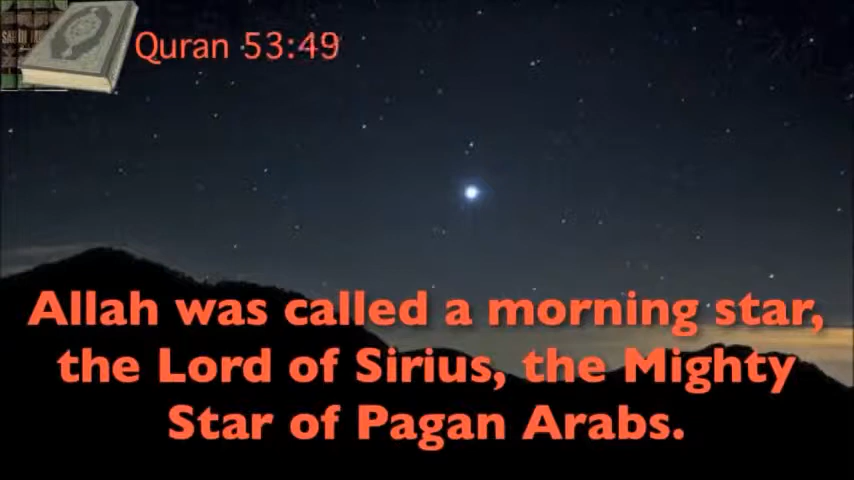 Quran 53:49
Allah was called a morning star,
the Lord of Sirius, the Mighty
Star of Pagan Arabs.